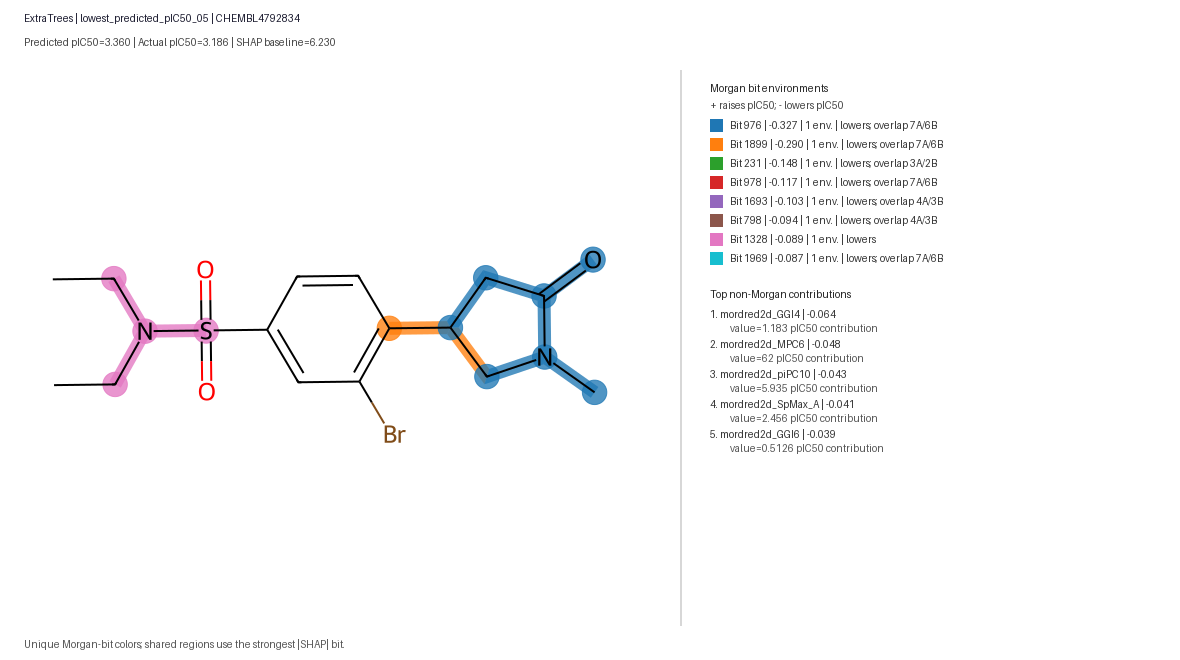 ExtraTrees | lowest_predicted_pIC50_05 | CHEMBL4792834
Predicted pIC50=3.360 | Actual pIC50=3.186 | SHAP baseline=6.230
Morgan bit environments
+ raises pIC50; - lowers pIC50
Bit 976 | -0.327 | 1 env. | lowers; overlap 7A/6B
Bit 1899 | -0.290 | 1 env. | lowers; overlap 7A/6B
Bit 231 | -0.148 | 1 env. | lowers; overlap 3A/2B
Bit 978 | -0.117 | 1 env. | lowers; overlap 7A/6B
Bit 1693 | -0.103 | 1 env. | lowers; overlap 4A/3B
Bit 798 | -0.094 | 1 env. | lowers; overlap 4A/3B
Bit 1328 | -0.089 | 1 env. | lowers
Bit 1969 | -0.087 | 1 env. | lowers; overlap 7A/6B
Top non-Morgan contributions
1. mordred2d_GGI4 | -0.064
value=1.183 pIC50 contribution
2. mordred2d_MPC6 | -0.048
value=62 pIC50 contribution
3. mordred2d_piPC10 | -0.043
value=5.935 pIC50 contribution
4. mordred2d_SpMax_A | -0.041
value=2.456 pIC50 contribution
5. mordred2d_GGI6 | -0.039
value=0.5126 pIC50 contribution
O
O
N
S
N
O
Br
Unique Morgan-bit colors; shared regions use the strongest |SHAP| bit.